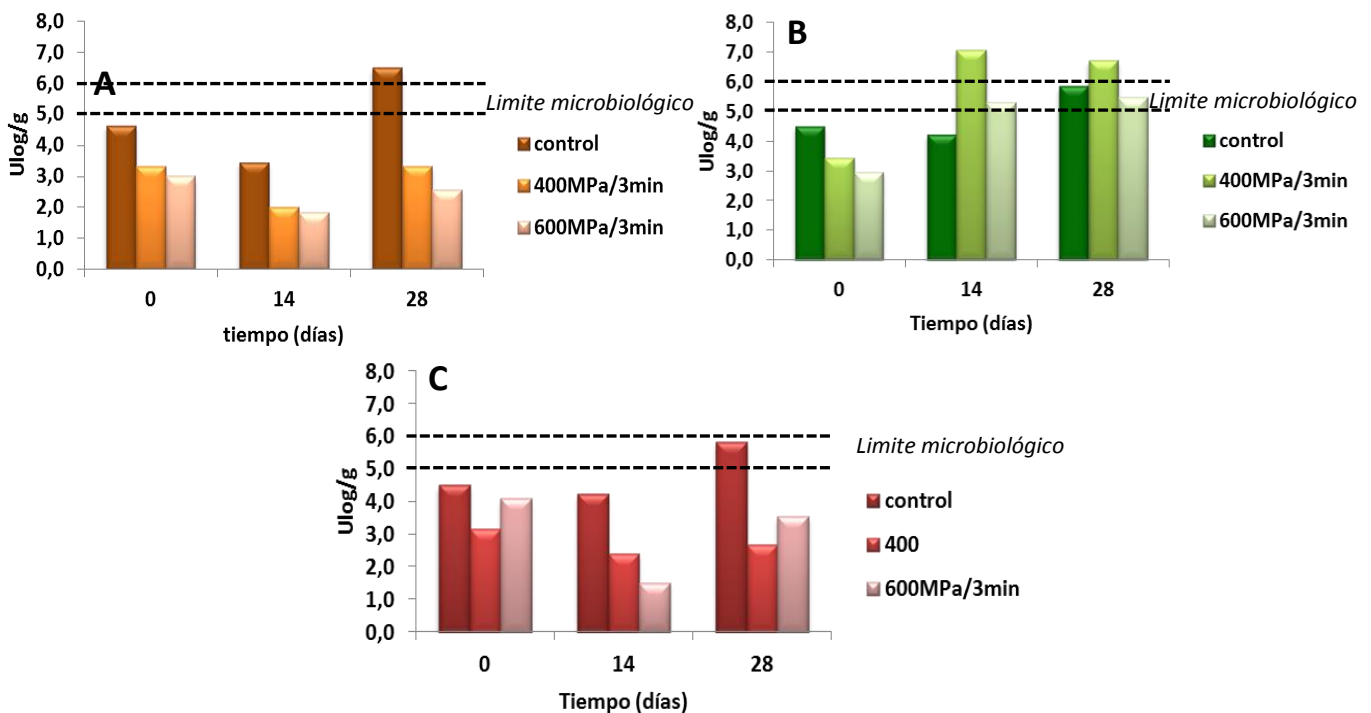 A
8,0
7,0
6,0
5,0
4,0
3,0
2,0
1,0
0,0
Ulog/g
0 14 28
tiempo (días)
Limite microbiológico
control
400MPa/3min
600MPa/3min
B
8,0
7,0
6,0
5,0
4,0
3,0
2,0
1,0
0,0
Ulog/g
0 14 28
Tiempo (días)
Limite microbiológico
control
400MPa/3min
600MPa/3min
C
8,0
7,0
6,0
5,0
4,0
3,0
2,0
1,0
0,0
Ulog/g
0 14 28
Tiempo (días)
Limite microbiológico
control
400
600MPa/3min